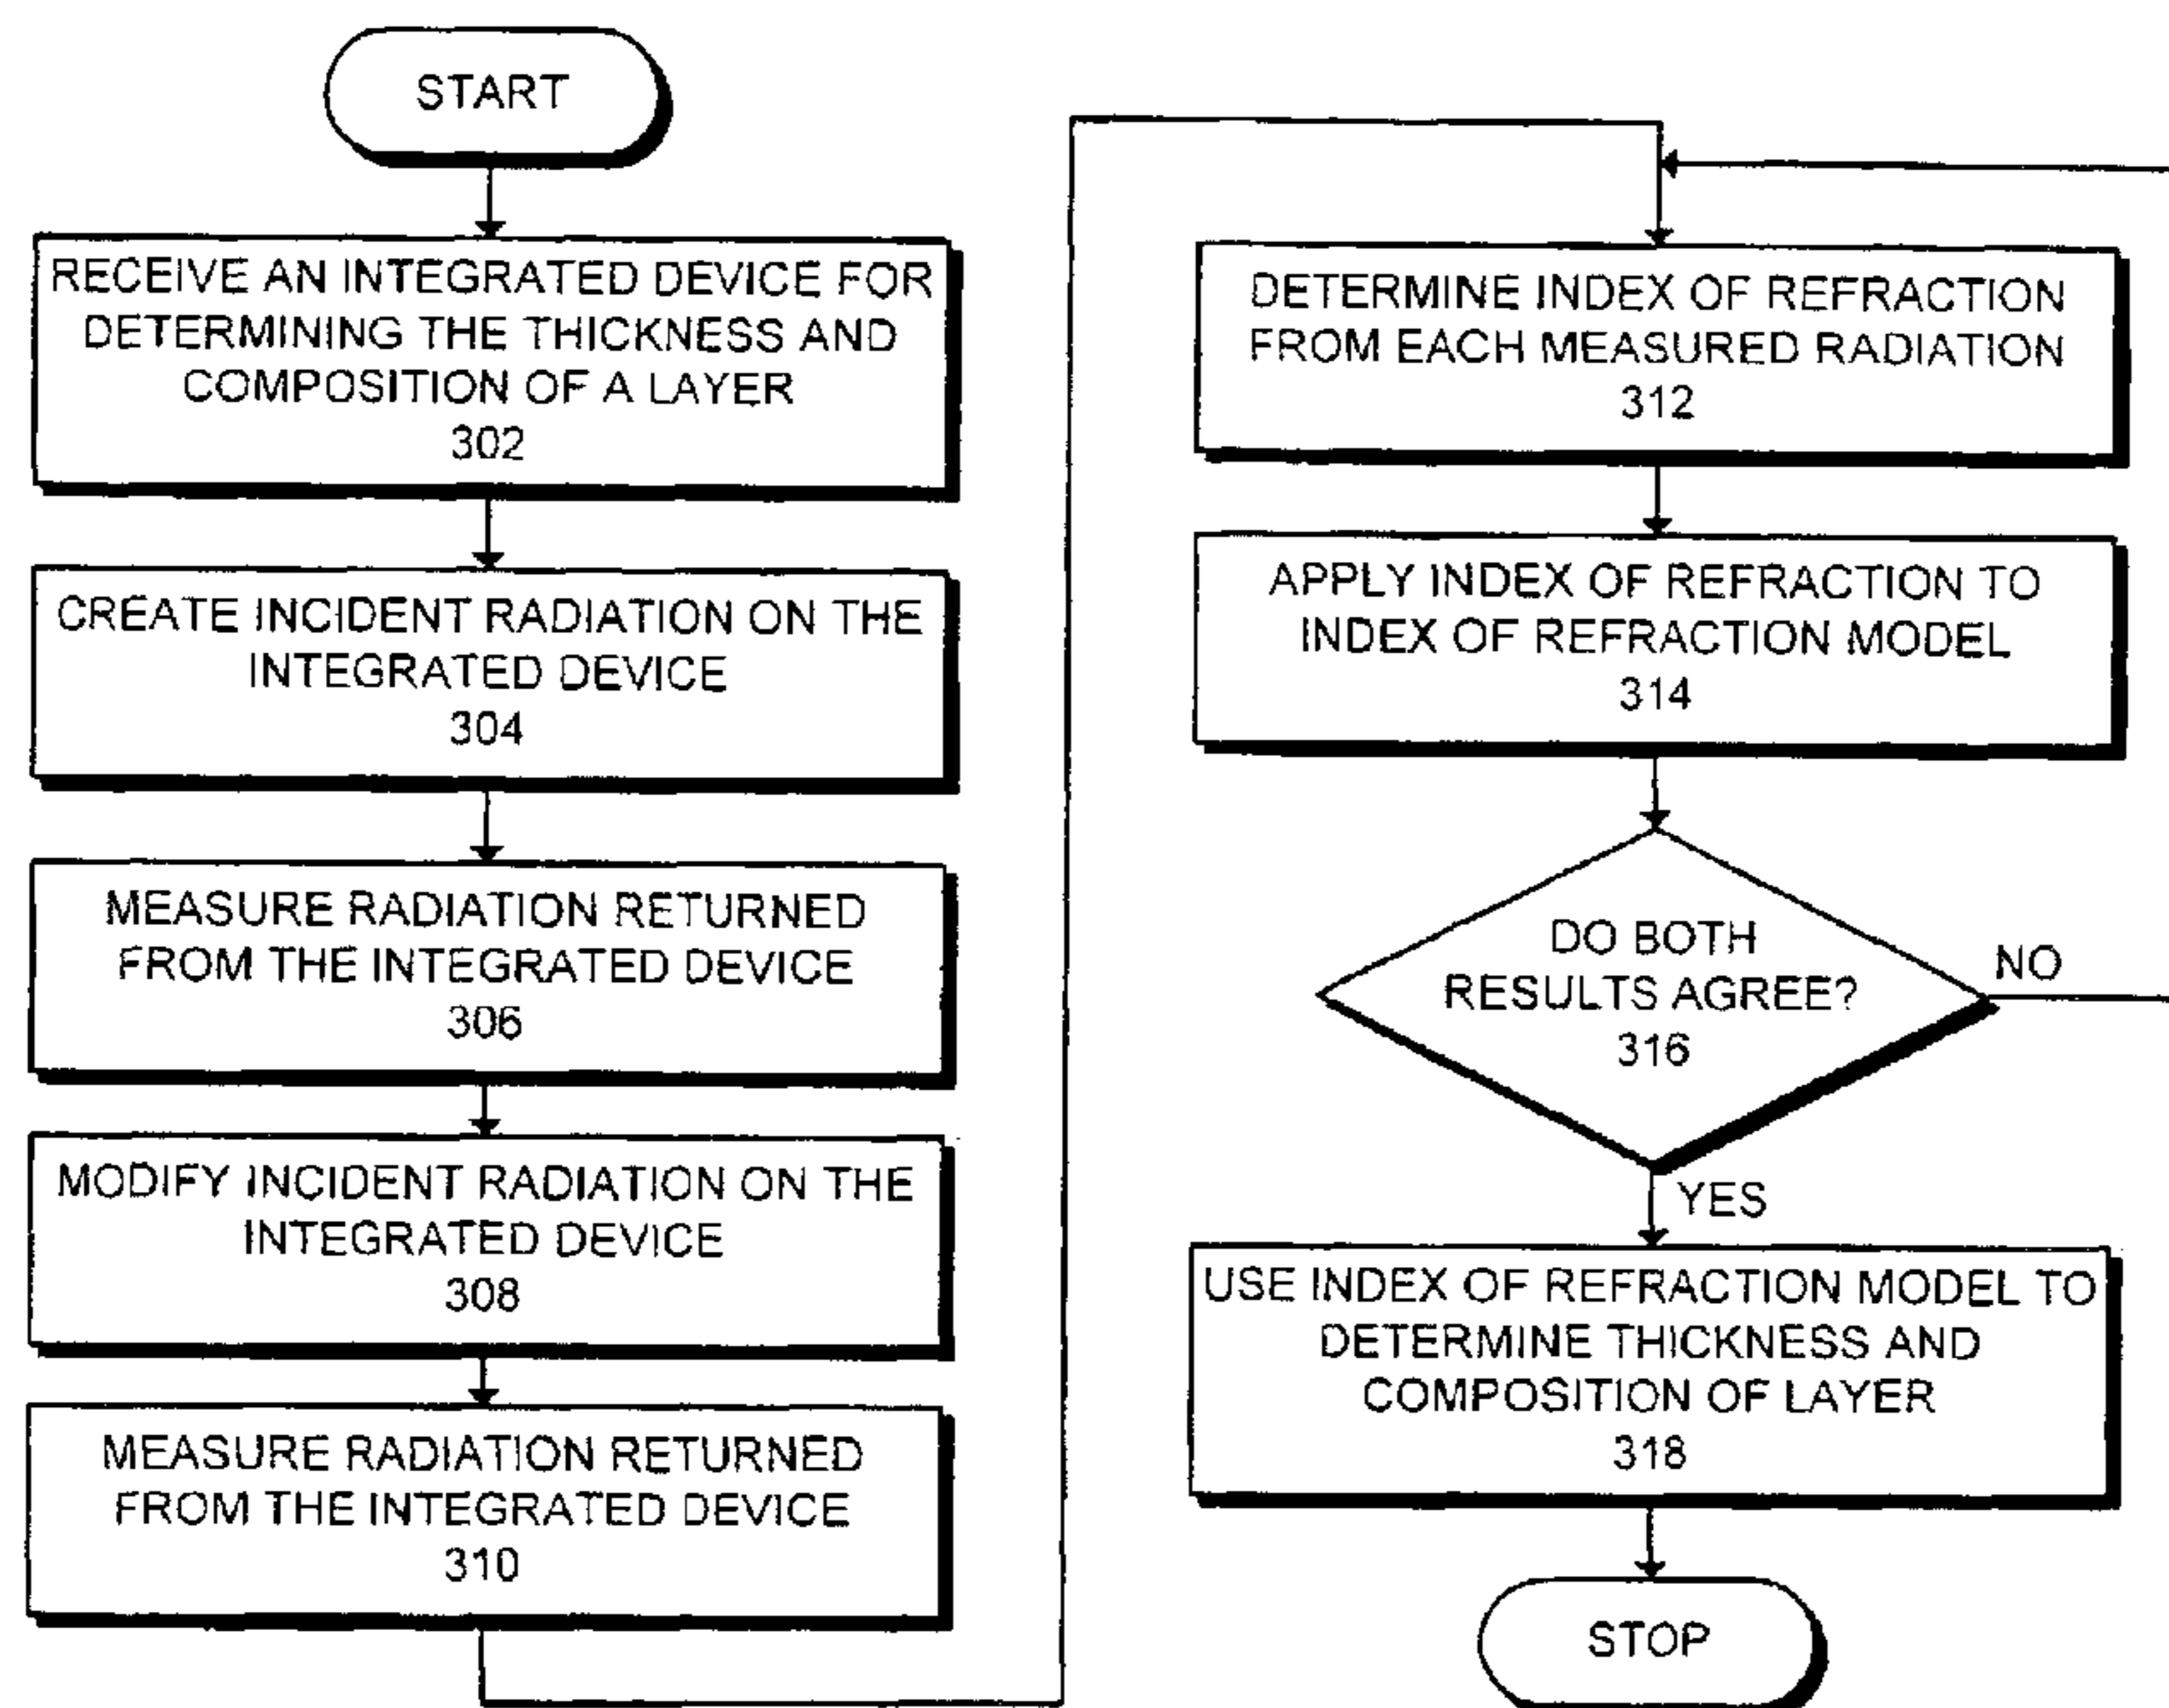 START
RECEIVE AN INTEGRATED DEVICE FOR
DETERMINING THE THICKNESS AND
COMPOSITION OF A LAYER
302
CREATE INCIDENT RADIATION ON THE
INTEGRATED DEVICE
304
MEASURE RADIATION RETURNED
FROM THE INTEGRATED DEVICE
306
MODIFY INCIDENT RADIATION ON THE
INTEGRATED DEVICE
308
MEASURE RADIATION RETURNED
FROM THE INTEGRATED DEVICE
310
DETERMINE INDEX OF REFRACTION
FROM EACH MEASURED RADIATION
312
APPLY INDEX OF REFRACTION TO
INDEX OF REFRACTION MODEL
314
DO BOTH
RESULTS AGREE?
316
NO
YES
USE INDEX OF REFRACTION MODEL TO
DETERMINE THICKNESS AND
COMPOSITION OF LAYER
318
STOP